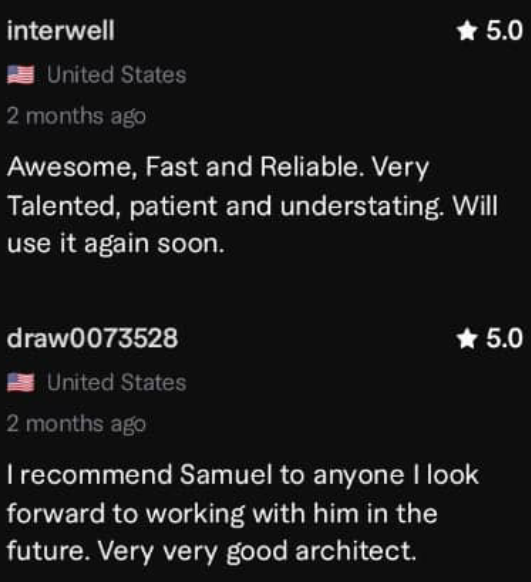 interwell
★ 5.0
🇺🇸 United States
2 months ago
Awesome, Fast and Reliable. Very
Talented, patient and understating. Will
use it again soon.
draw0073528
★ 5.0
🇺🇸 United States
2 months ago
I recommend Samuel to anyone I look
forward to working with him in the
future. Very very good architect.